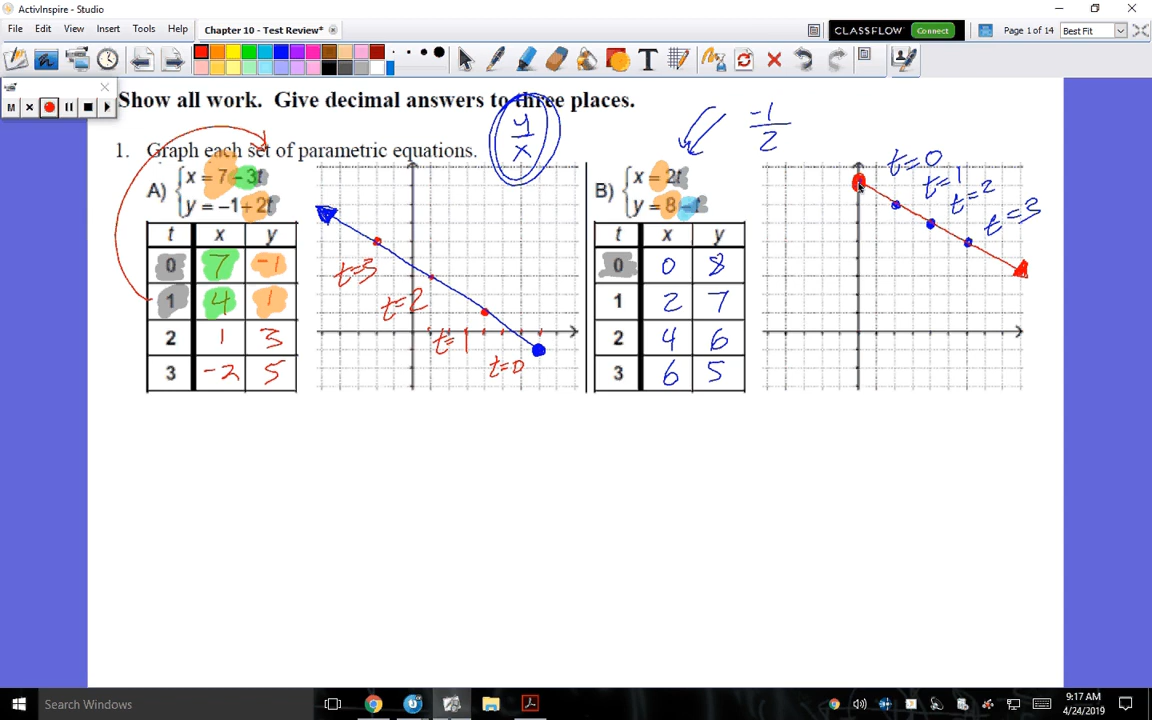 ActivInspire - Studio
File Edit View Insert Tools Help Chapter 10 - Test Review* CLASSFLOW Connect Page 1 of 14 Best Fit
M
Show all work. Give decimal answers to three places.
y/x
-1/2
1. Graph each set of parametric equations.
A) x = 7 - 3t
y = -1 + 2t
t x y
0 7 -1
1 4 1
2 1 3
3 -2 5
t=3
t=2
t=1
t=0
B) x = 2t
y = 8 - t
t x y
0 0 8
1 2 7
2 4 6
3 6 5
t=0
t=1
t=2
t=3
Search Windows
9:17 AM
4/24/2019